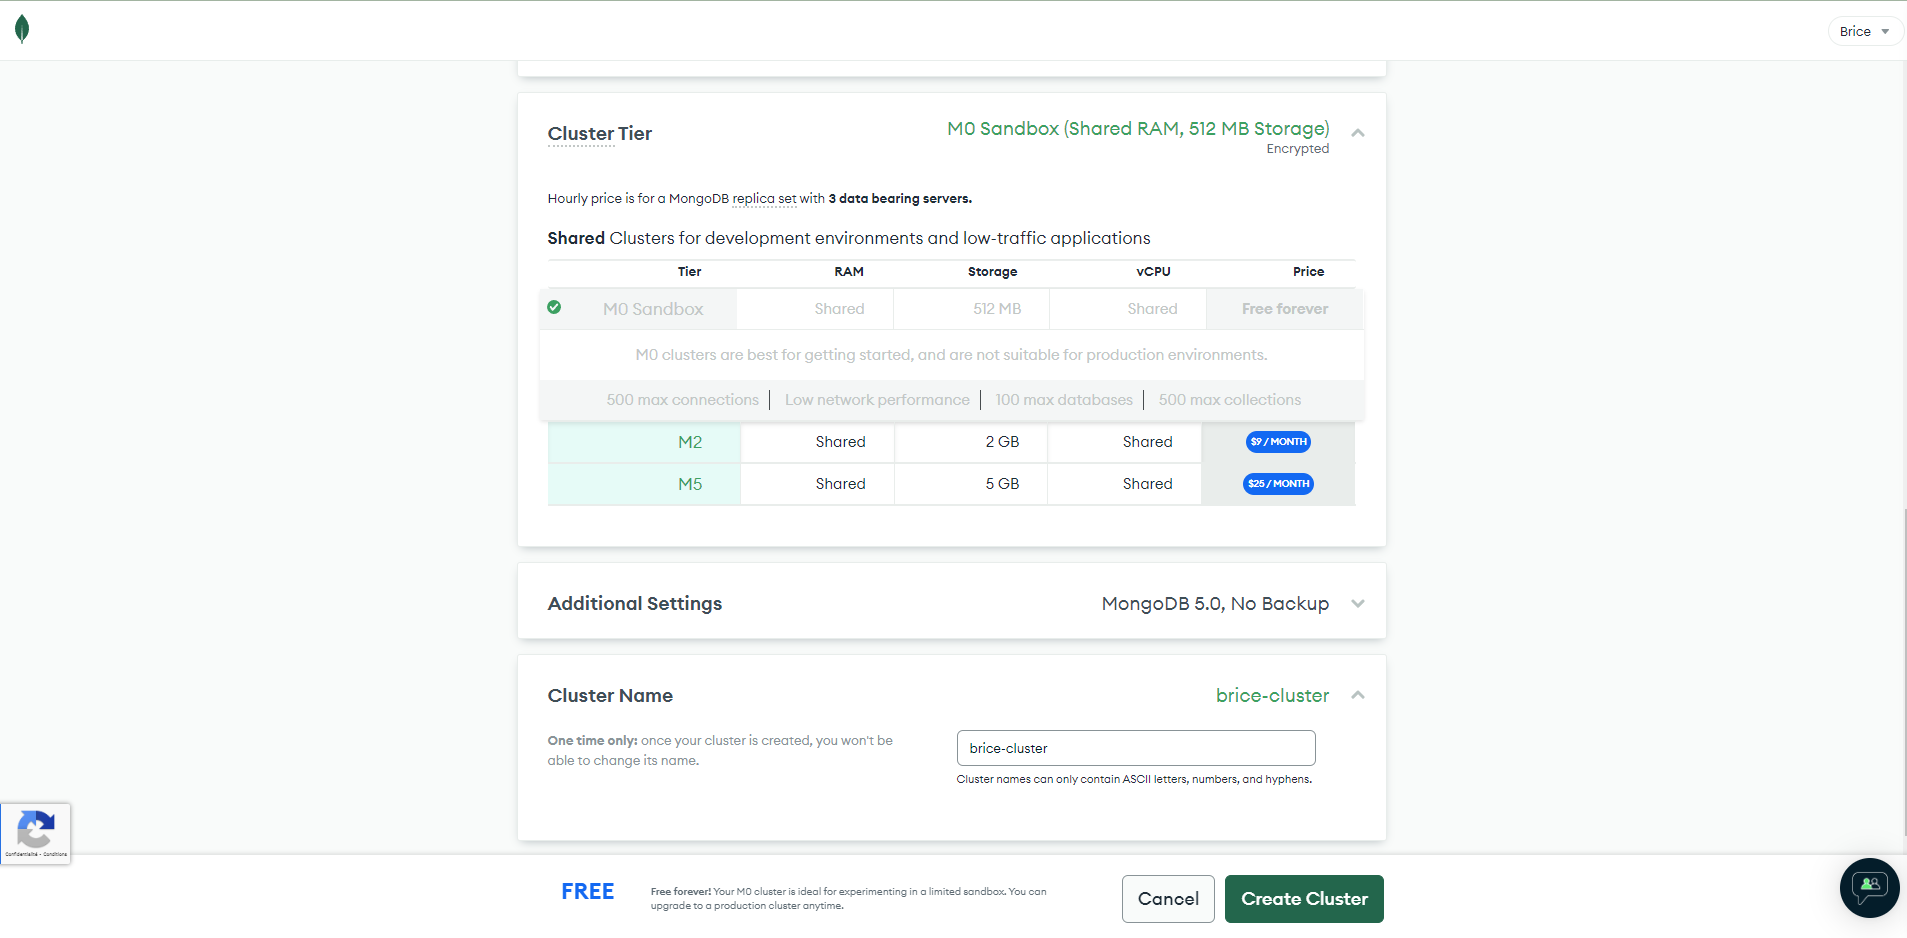 Brice
Cluster Tier
M0 Sandbox (Shared RAM, 512 MB Storage)
Encrypted
Hourly price is for a MongoDB replica set with 3 data bearing servers.
Shared Clusters for development environments and low-traffic applications
Tier RAM Storage vCPU Price
M0 Sandbox Shared 512 MB Shared Free forever
M0 clusters are best for getting started, and are not suitable for production environments.
500 max connections Low network performance 100 max databases 500 max collections
M2 Shared 2 GB Shared $9 / MONTH
M5 Shared 5 GB Shared $25 / MONTH
Additional Settings MongoDB 5.0, No Backup
Cluster Name brice-cluster
One time only: once your cluster is created, you won't be
able to change its name.
brice-cluster
Cluster names can only contain ASCII letters, numbers, and hyphens.
Confidentialité - Conditions
FREE
Free forever! Your M0 cluster is ideal for experimenting in a limited sandbox. You can
upgrade to a production cluster anytime.
Cancel Create Cluster